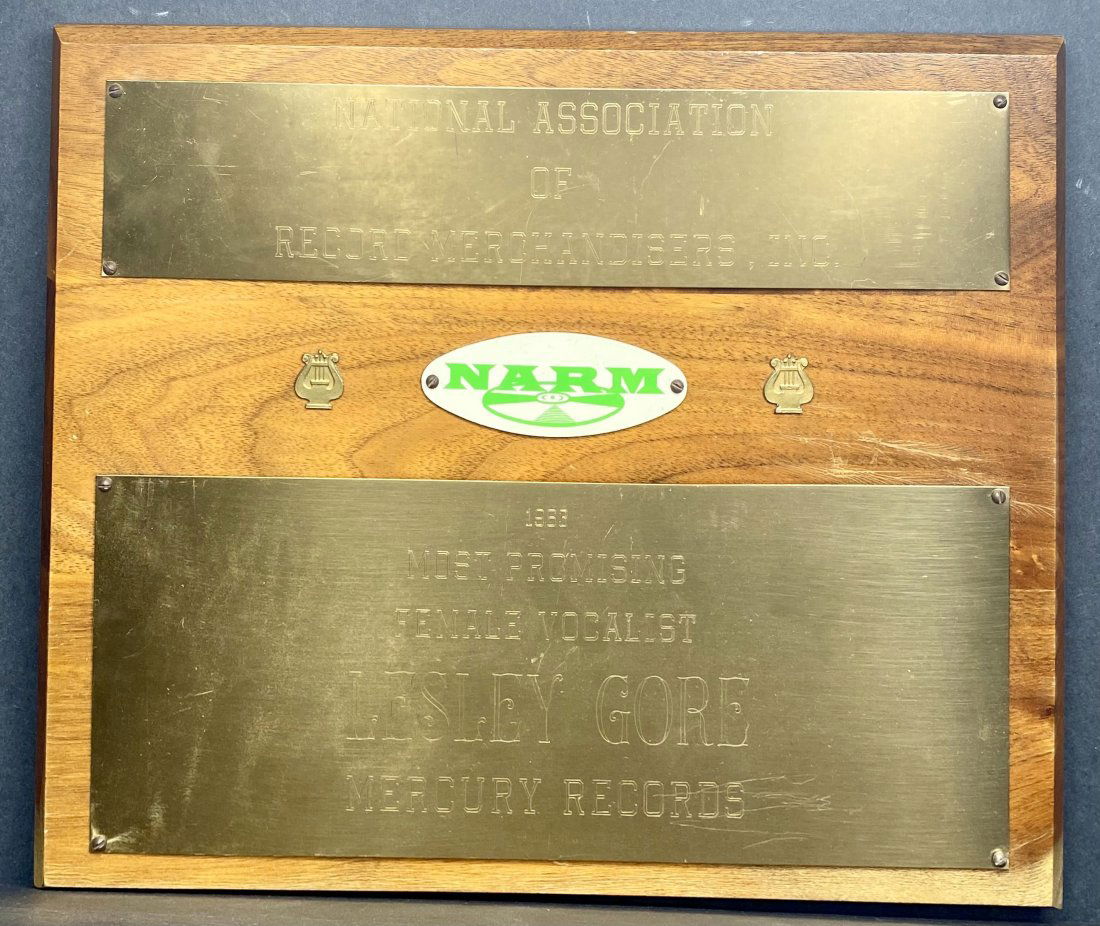 NATIONAL ASSOCIATION
OF
RECORD MERCHANDISERS, INC.
NARM
1963
MOST PROMISING
FEMALE VOCALIST
LESLEY GORE
MERCURY RECORDS